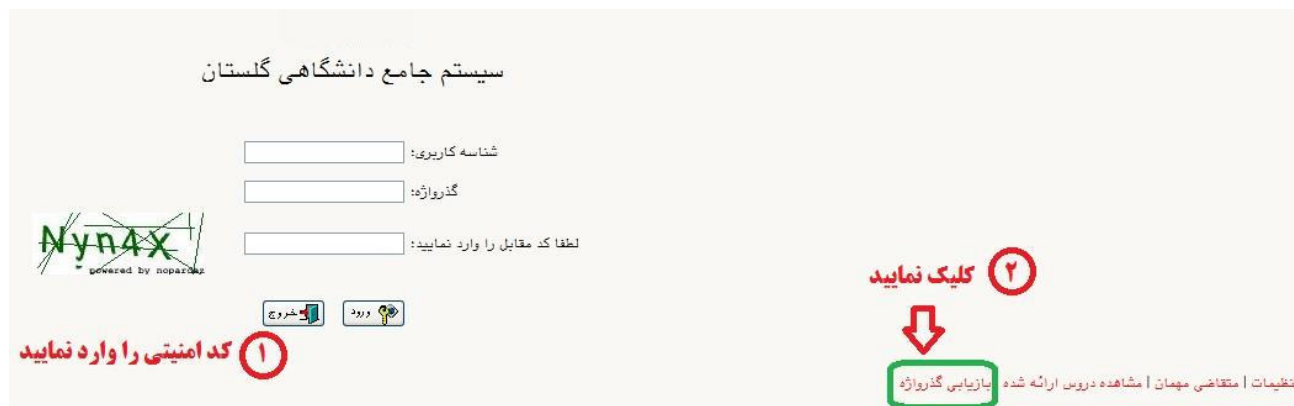 سیستم جامع دانشگاهی گلستان
شناسه کاربری:
گذرواژه:
لطفا کد مقابل را وارد نمایید:
Nyn4x
powered by nopardaz
ورود
خروج
۱ کد امنیتی را وارد نمایید
۲ کلیک نمایید
تنظیمات | متقاضی مهمان | مشاهده دروس ارائه شده بازیابی گذرواژه